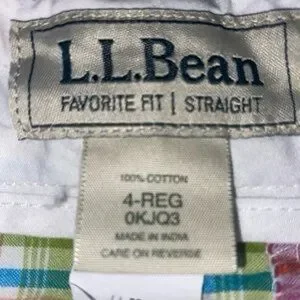 L.L.Bean
FAVORITE FIT | STRAIGHT
100% COTTON
4-REG
0KJQ3
MADE IN INDIA
CARE ON REVERSE